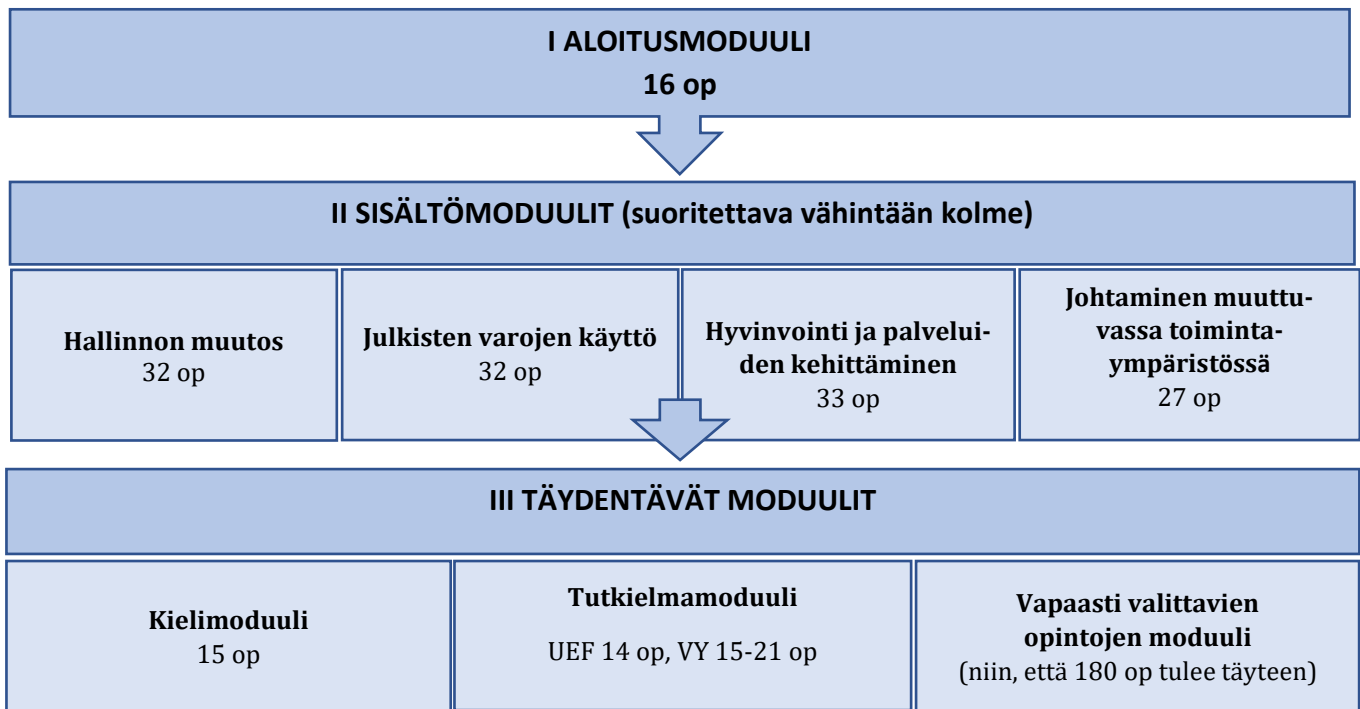 I ALOITUSMODUULI
16 op
II SISÄLTÖMODUULIT (suoritettava vähintään kolme)
Hallinnon muutos
32 op
Julkisten varojen käyttö
32 op
Hyvinvointi ja palvelui-
den kehittäminen
33 op
Johtaminen muuttu-
vassa toiminta-
ympäristössä
27 op
III TÄYDENTÄVÄT MODUULIT
Kielimoduuli
15 op
Tutkielmamoduuli
UEF 14 op, VY 15-21 op
Vapaasti valittavien
opintojen moduuli
(niin, että 180 op tulee täyteen)